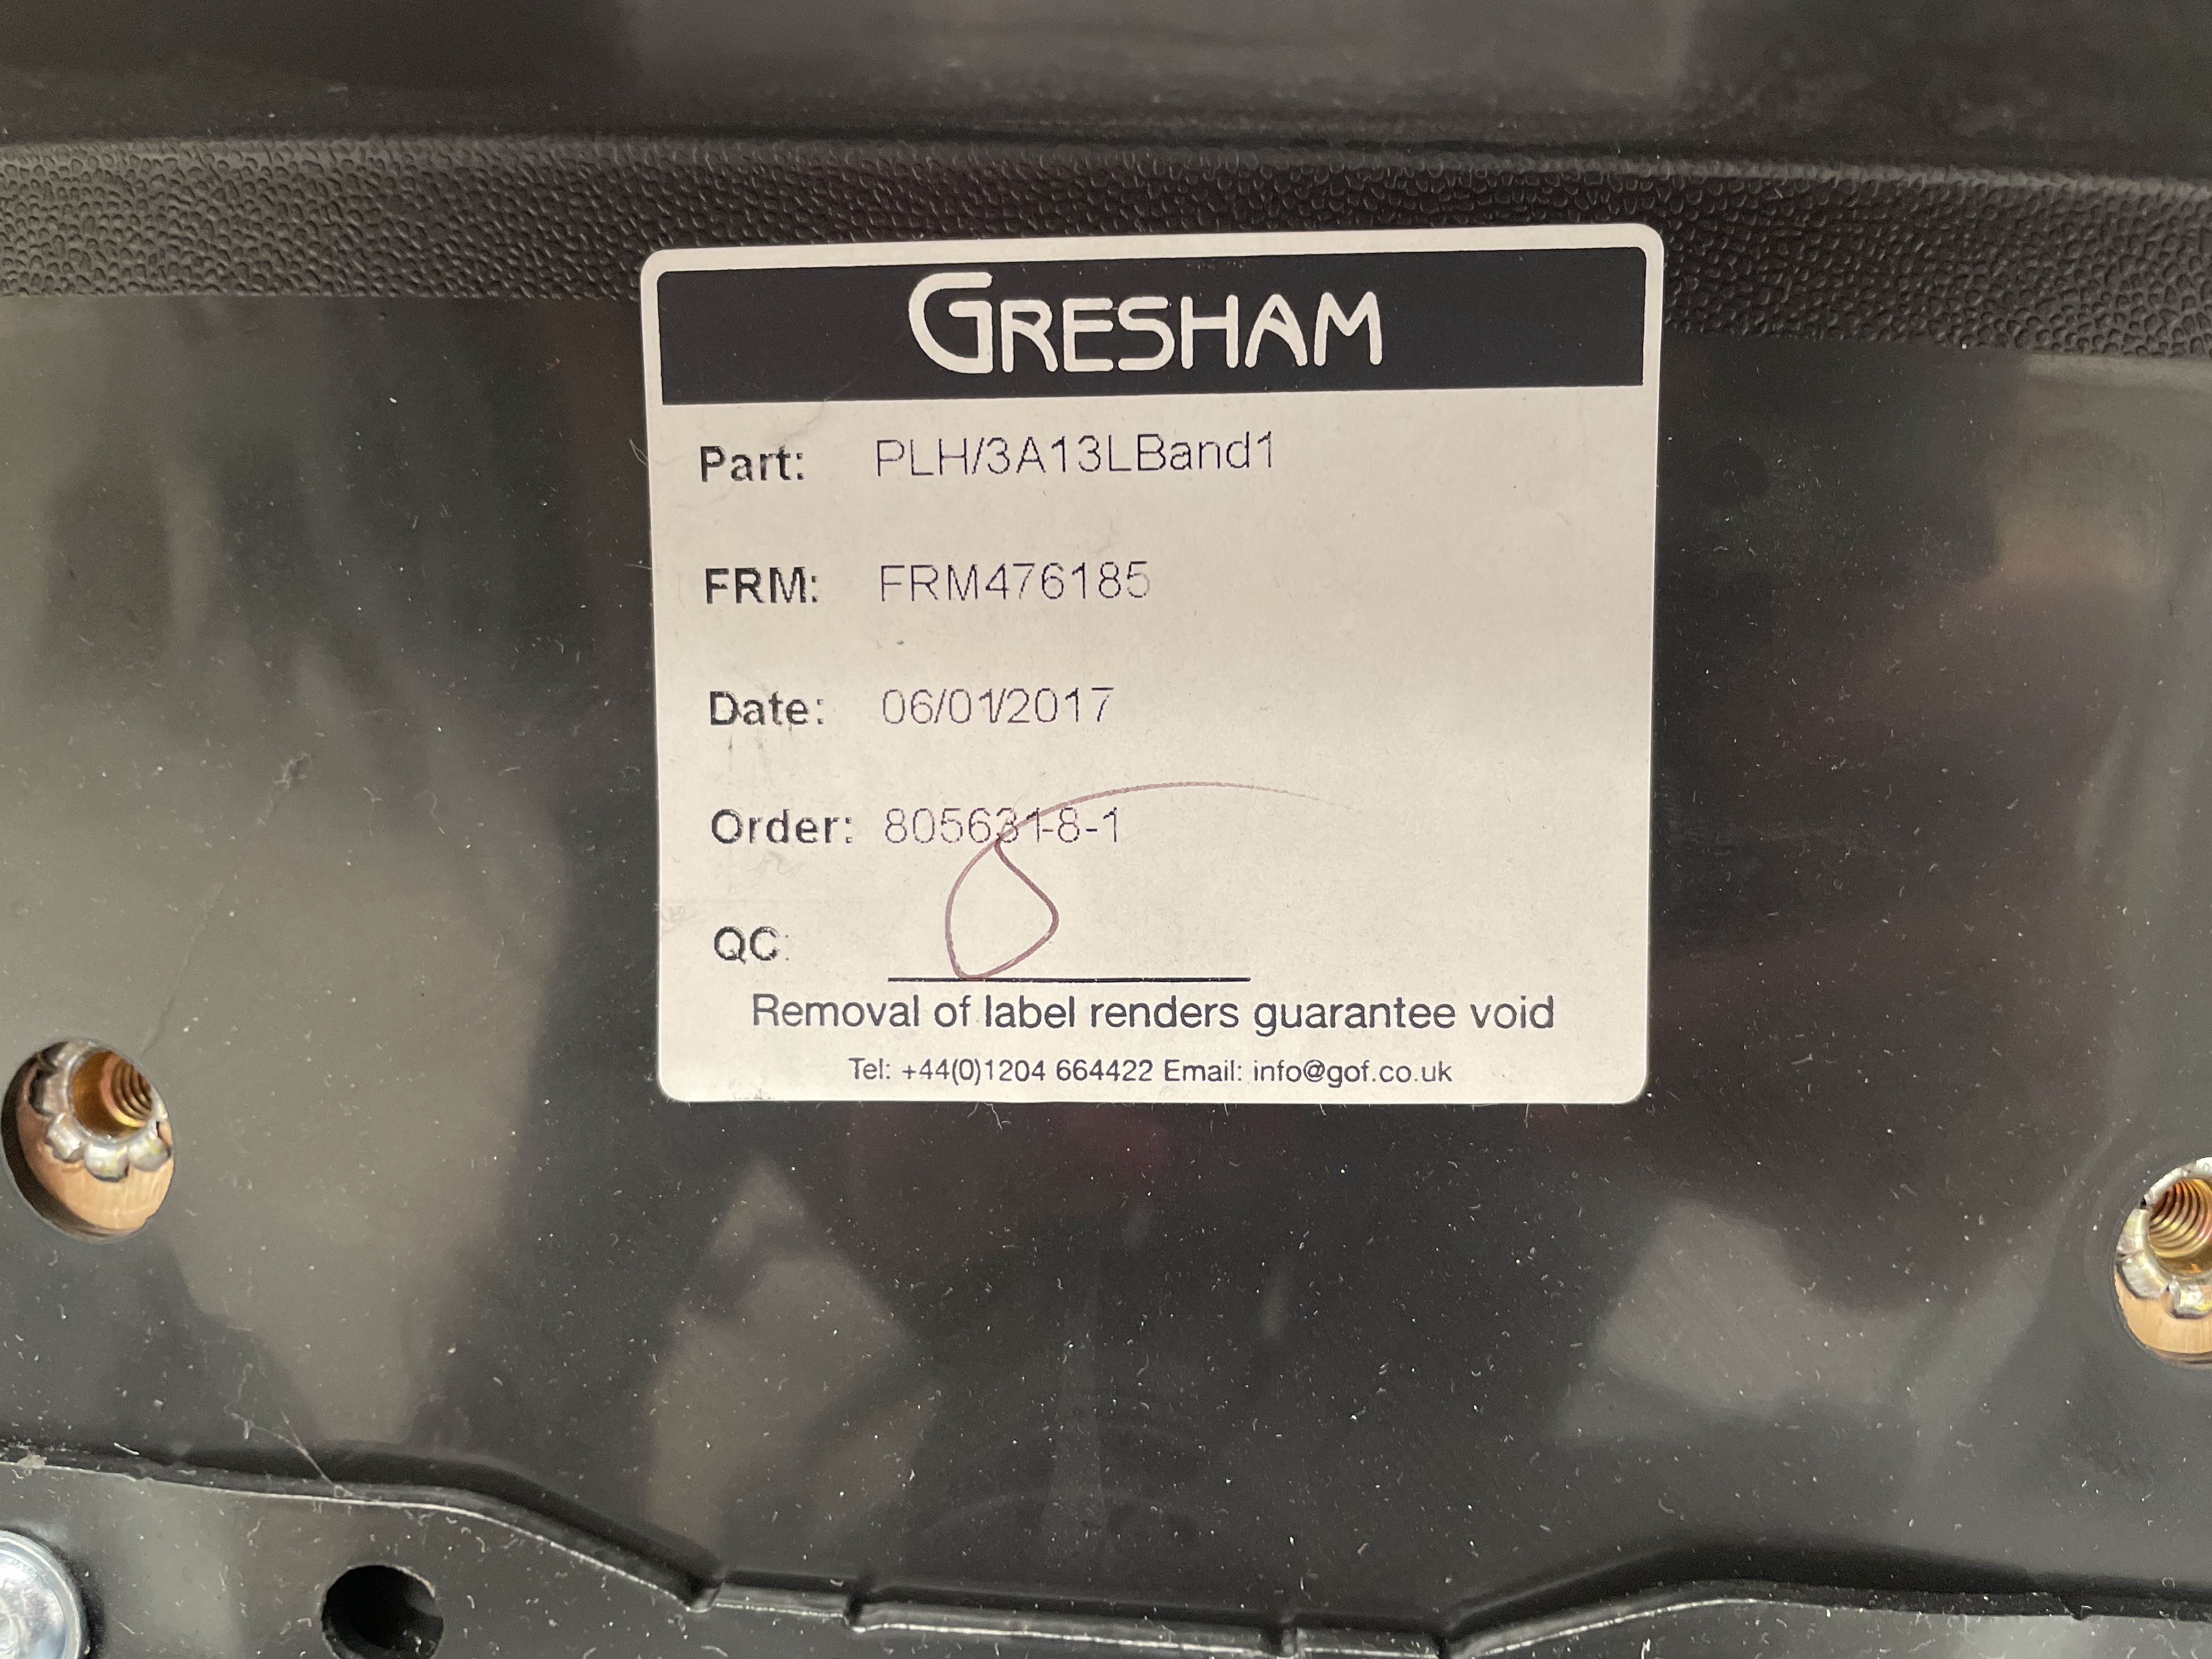 GRESHAM
Part: PLH/3A13LBand1
FRM: FRM476185
Date: 06/01/2017
Order: 805631-8-1
QC:
Removal of label renders guarantee void
Tel: +44(0)1204 664422 Email: info@gof.co.uk